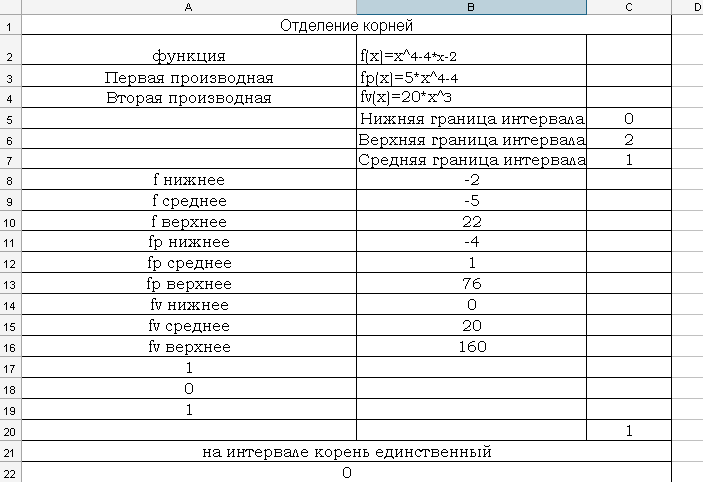 A B C D
1 Отделение корней
2 функция f(x)=x^4-4*x-2
3 Первая производная fp(x)=5*x^4-4
4 Вторая производная fv(x)=20*x^3
5 Нижняя граница интервала 0
6 Верхняя граница интервала 2
7 Средняя граница интервала 1
8 f нижнее -2
9 f среднее -5
10 f верхнее 22
11 fp нижнее -4
12 fp среднее 1
13 fp верхнее 76
14 fv нижнее 0
15 fv среднее 20
16 fv верхнее 160
17 1
18 0
19 1
20 1
21 на интервале корень единственный
22 0